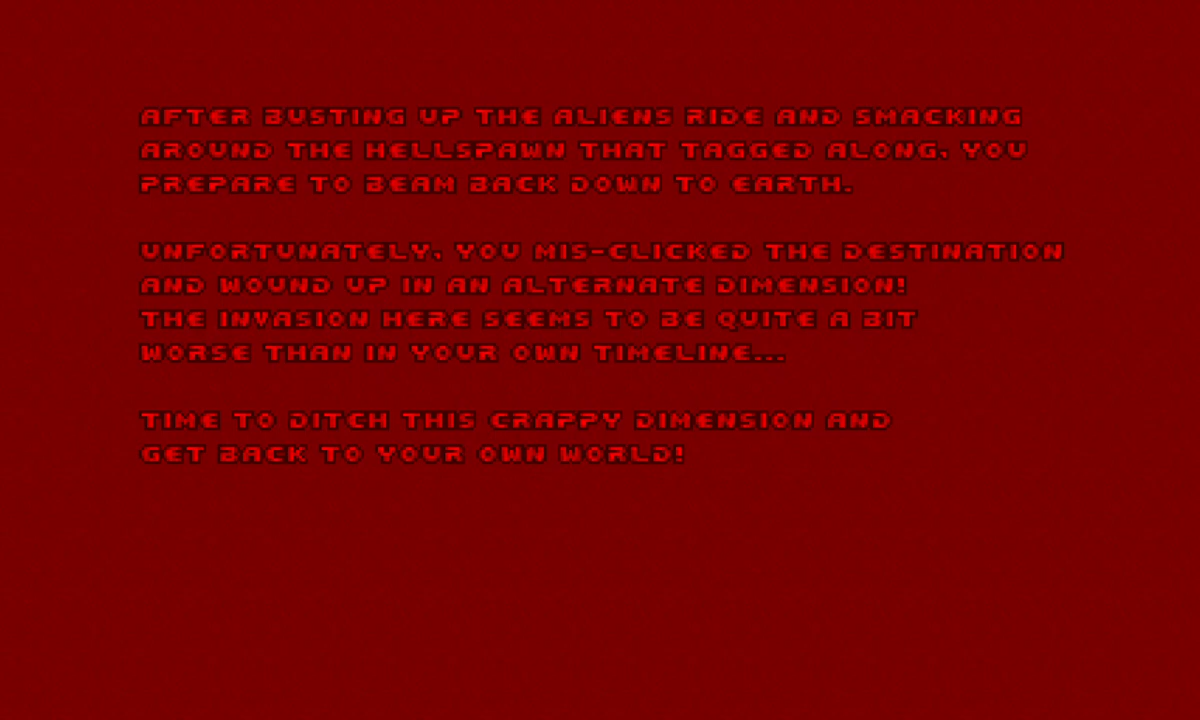 AFTER BUSTING UP THE ALIENS RIDE AND SMACKING
AROUND THE HELLSPAWN THAT TAGGED ALONG, YOU
PREPARE TO BEAM BACK DOWN TO EARTH.
UNFORTUNATELY, YOU MIS-CLICKED THE DESTINATION
AND WOUND UP IN AN ALTERNATE DIMENSION!
THE INVASION HERE SEEMS TO BE QUITE A BIT
WORSE THAN IN YOUR OWN TIMELINE...
TIME TO DITCH THIS CRAPPY DIMENSION AND
GET BACK TO YOUR OWN WORLD!